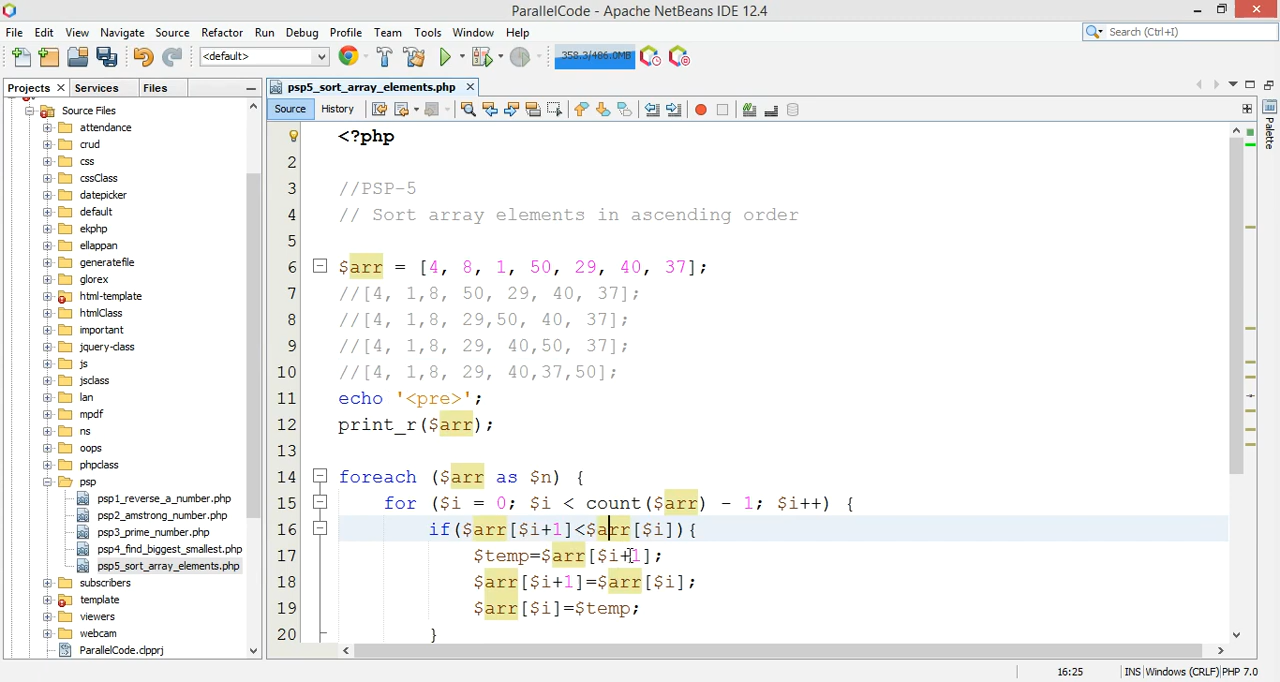 ParallelCode - Apache NetBeans IDE 12.4
File Edit View Navigate Source Refactor Run Debug Profile Team Tools Window Help
Search (Ctrl+I)
<default>
358.3/486.0MB
Projects Services Files
psp5_sort_array_elements.php
Source History
Palette
Source Files
attendance
crud
css
cssClass
datepicker
default
ekphp
ellappan
generatefile
glorex
html-template
htmlClass
important
jquery-class
js
jsclass
lan
mpdf
ns
oops
phpclass
psp
psp1_reverse_a_number.php
psp2_amstrong_number.php
psp3_prime_number.php
psp4_find_biggest_smallest.php
psp5_sort_array_elements.php
subscribers
template
viewers
webcam
ParallelCode.clpprj
<?php
2
3 //PSP-5
4 // Sort array elements in ascending order
5
6 $arr = [4, 8, 1, 50, 29, 40, 37];
7 //[4, 1,8, 50, 29, 40, 37];
8 //[4, 1,8, 29,50, 40, 37];
9 //[4, 1,8, 29, 40,50, 37];
10 //[4, 1,8, 29, 40,37,50];
11 echo '<pre>';
12 print_r($arr);
13
14 foreach ($arr as $n) {
15 for ($i = 0; $i < count($arr) - 1; $i++) {
16 if($arr[$i+1]<$arr[$i]){
17 $temp=$arr[$i+1];
18 $arr[$i+1]=$arr[$i];
19 $arr[$i]=$temp;
20 }
16:25 INS Windows (CRLF) PHP 7.0